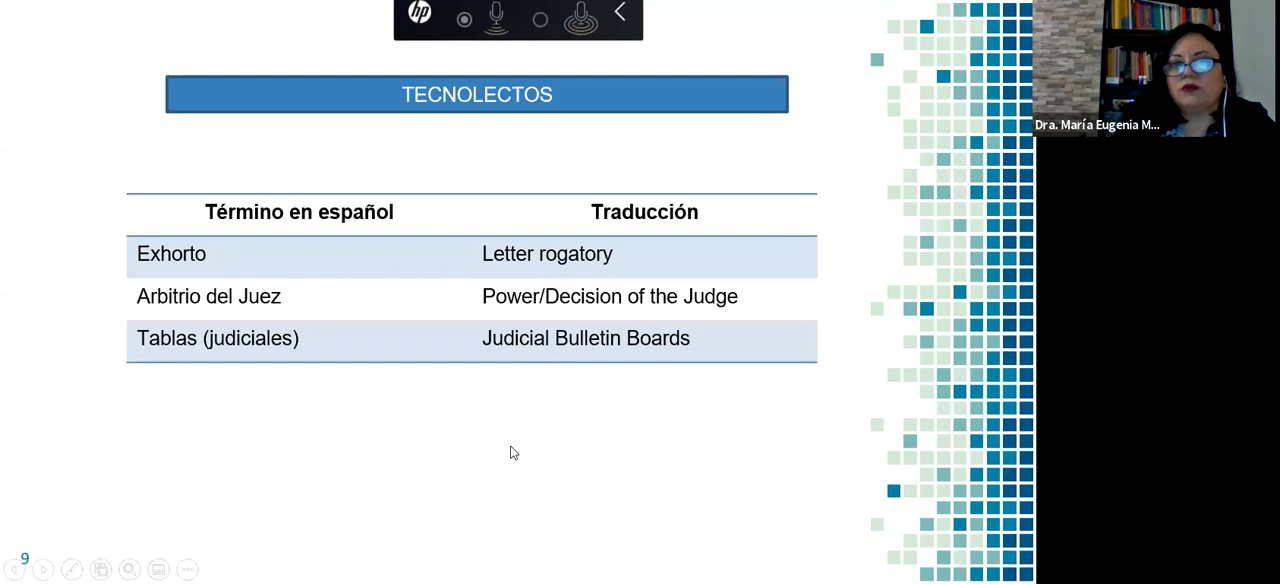 hp
TECNOLECTOS
Dra. María Eugenia M...
Término en español Traducción
Exhorto Letter rogatory
Arbitrio del Juez Power/Decision of the Judge
Tablas (judiciales) Judicial Bulletin Boards
9